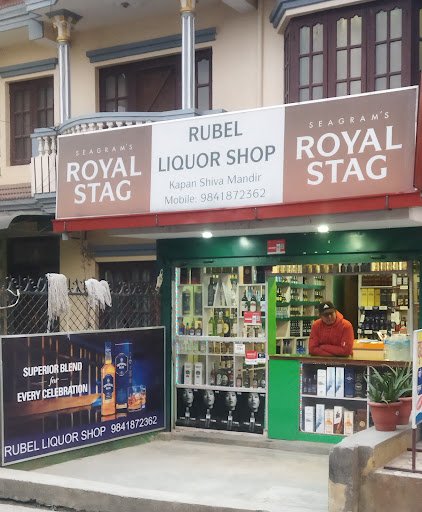 SEAGRAM'S
ROYAL
STAG
RUBEL
LIQUOR SHOP
Kapan Shiva Mandir
Mobile: 9841872362
SEAGRAM'S
ROYAL
STAG
SUPERIOR BLEND
for
EVERY CELEBRATION
RUBEL LIQUOR SHOP 9841872362